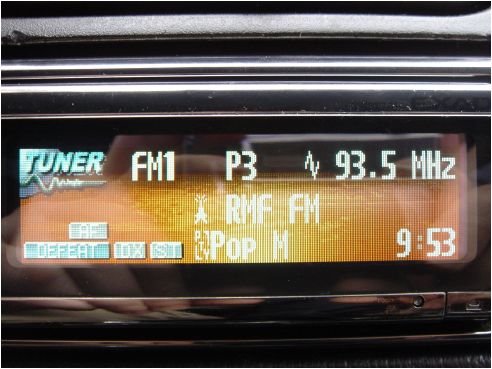 TUNER FM1 P3 93.5 MHz
RMF FM
AF
DEFEAT DX ST Pop M 9:53